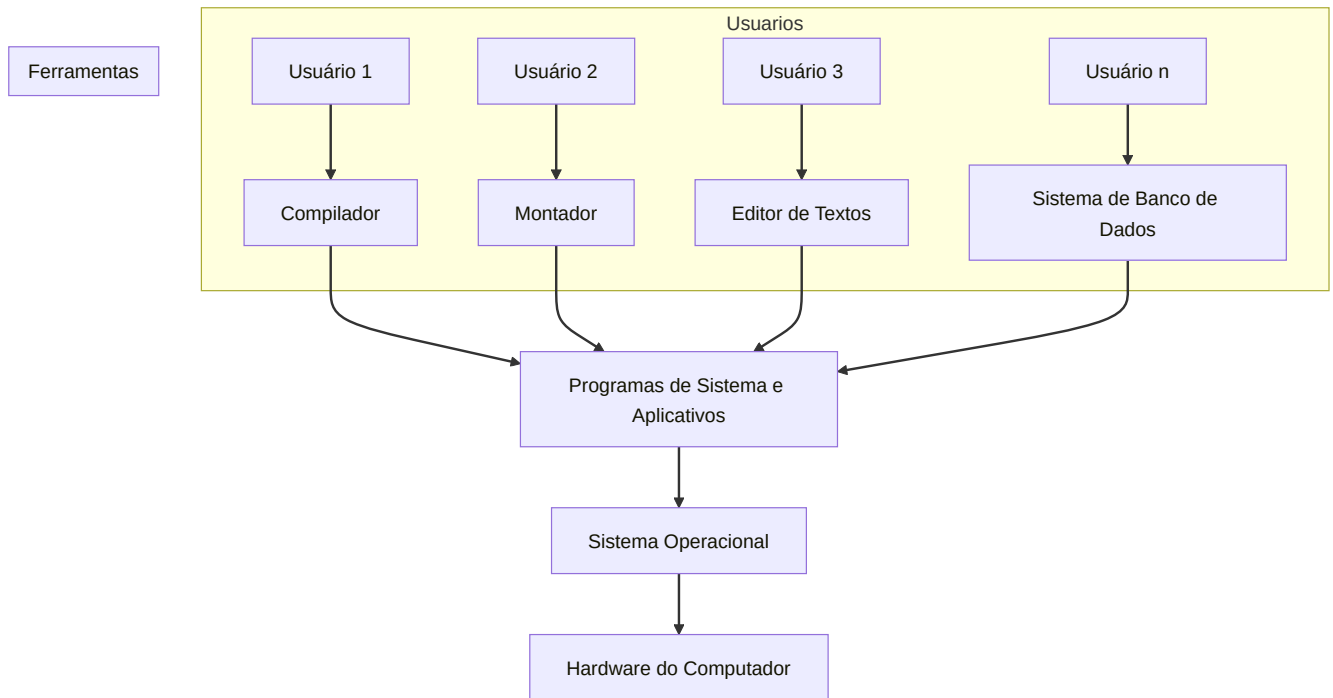 Usuarios
Ferramentas
Usuário 1
Usuário 2
Usuário 3
Usuário n
Compilador
Montador
Editor de Textos
Sistema de Banco de
Dados
Programas de Sistema e
Aplicativos
Sistema Operacional
Hardware do Computador